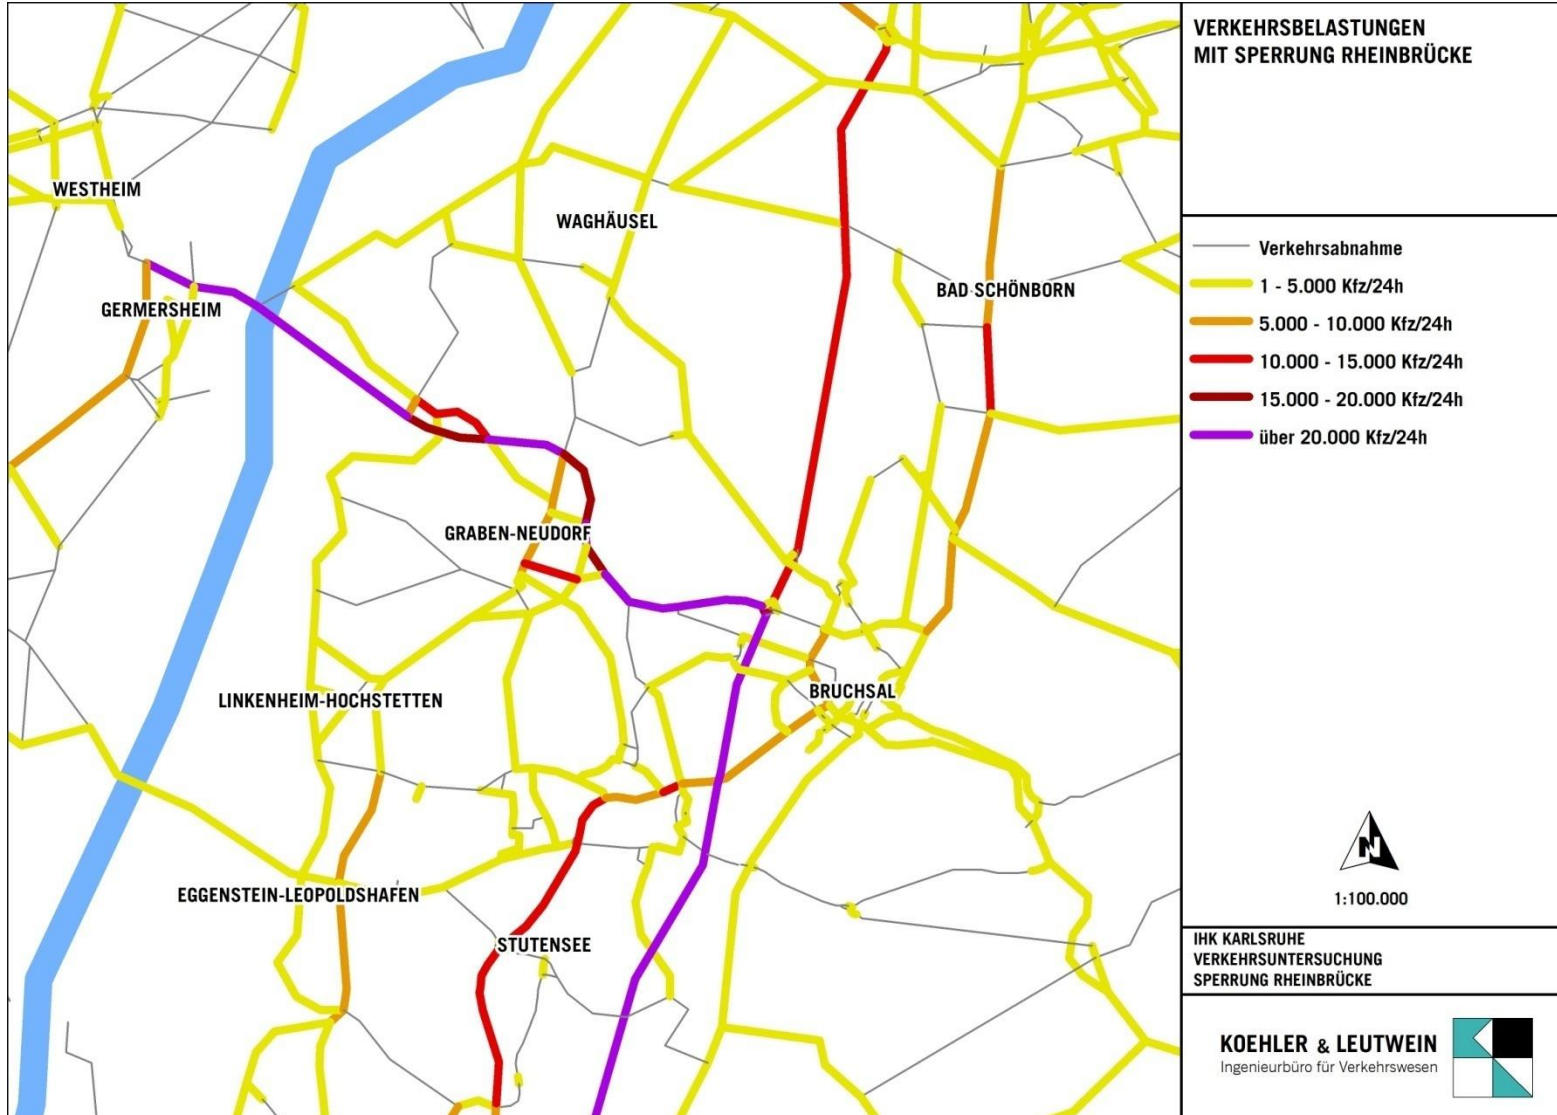 VERKEHRSBELASTUNGEN
MIT SPERRUNG RHEINBRÜCKE
WESTHEIM
WAGHÄUSEL
GERMERSHEIM
BAD SCHÖNBORN
GRABEN-NEUDORF
LINKENHEIM-HOCHSTETTEN
BRUCHSAL
EGGENSTEIN-LEOPOLDSHAFEN
STUTENSEE
Verkehrsabnahme
1 - 5.000 Kfz/24h
5.000 - 10.000 Kfz/24h
10.000 - 15.000 Kfz/24h
15.000 - 20.000 Kfz/24h
über 20.000 Kfz/24h
N
1:100.000
IHK KARLSRUHE
VERKEHRSUNTERSUCHUNG
SPERRUNG RHEINBRÜCKE
KOEHLER & LEUTWEIN
Ingenieurbüro für Verkehrswesen